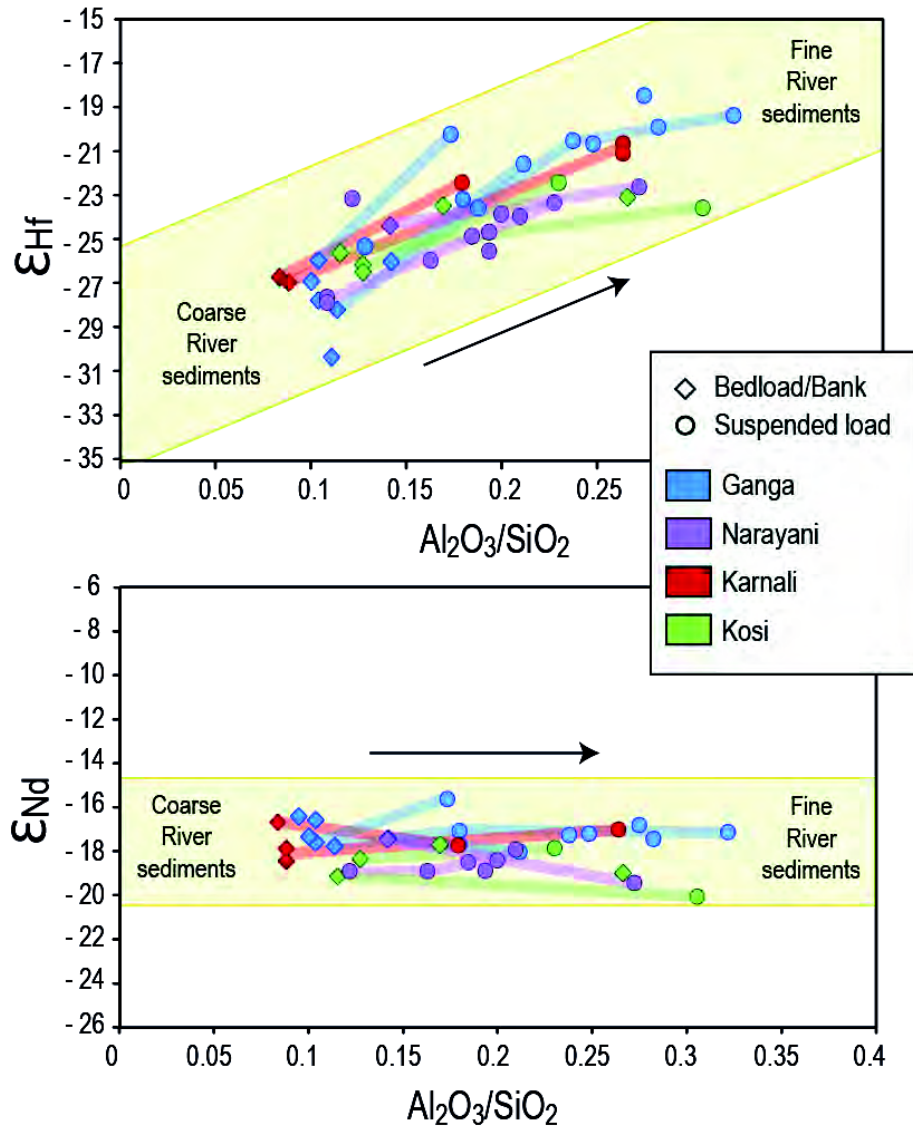 - 15
- 17
- 19
- 21
- 23
- 25
- 27
- 29
- 31
- 33
- 35
εHf
Fine
River
sediments
Coarse
River
sediments
0 0.05 0.1 0.15 0.2 0.25
Al₂O₃/SiO₂
Bedload/Bank
Suspended load
Ganga
Narayani
Karnali
Kosi
- 6
- 8
- 10
- 12
- 14
- 16
- 18
- 20
- 22
- 24
- 26
εNd
Coarse
River
sediments
Fine
River
sediments
0 0.05 0.1 0.15 0.2 0.25 0.3 0.35 0.4
Al₂O₃/SiO₂